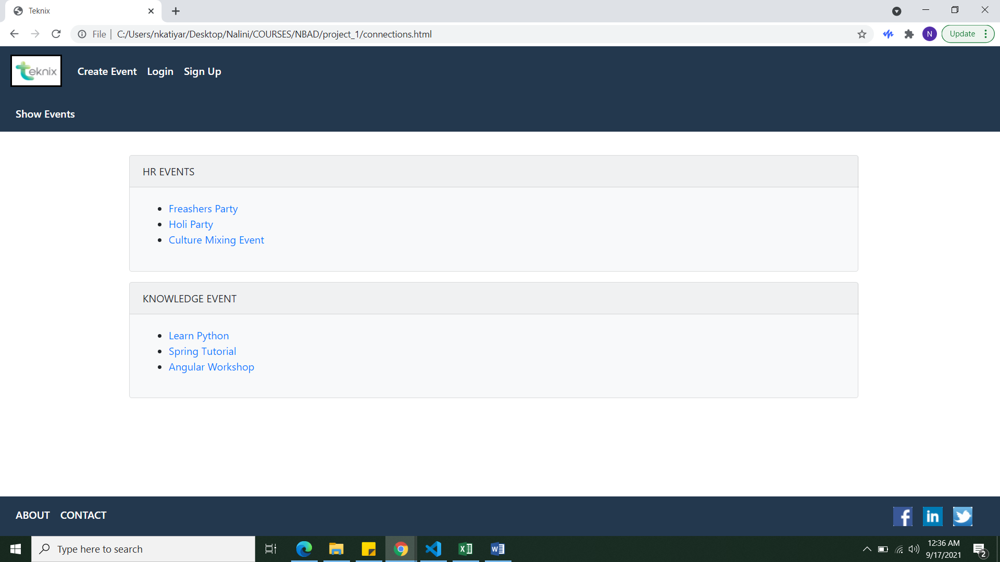 Teknix
File C:/Users/nkatiyar/Desktop/Nalini/COURSES/NBAD/project_1/connections.html N Update
teknix Create Event Login Sign Up
Show Events
HR EVENTS
Freashers Party
Holi Party
Culture Mixing Event
KNOWLEDGE EVENT
Learn Python
Spring Tutorial
Angular Workshop
ABOUT CONTACT f in
Type here to search
12:36 AM
9/17/2021
2